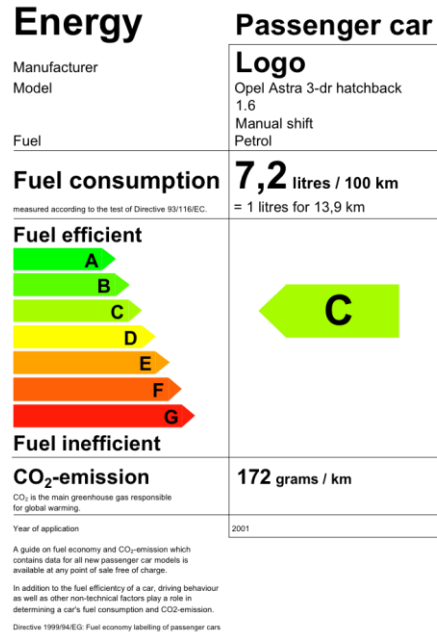 Energy
Passenger car
Manufacturer
Logo
Model
Opel Astra 3-dr hatchback
1.6
Manual shift
Fuel
Petrol
Fuel consumption
7,2 litres / 100 km
measured according to the test of Directive 93/116/EC.
= 1 litres for 13,9 km
Fuel efficient
A
B
C
D
E
F
G
C
Fuel inefficient
CO₂-emission
172 grams / km
CO₂ is the main greenhouse gas responsible
for global warming.
Year of application
2001
A guide on fuel economy and CO₂-emission which
contains data for all new passenger car models is
available at any point of sale free of charge.
In addition to the fuel efficientcy of a car, driving behaviour
as well as other non-technical factors play a role in
determining a car's fuel consumption and CO2-emission.
Directive 1999/94/EG: Fuel economy labelling of passenger cars